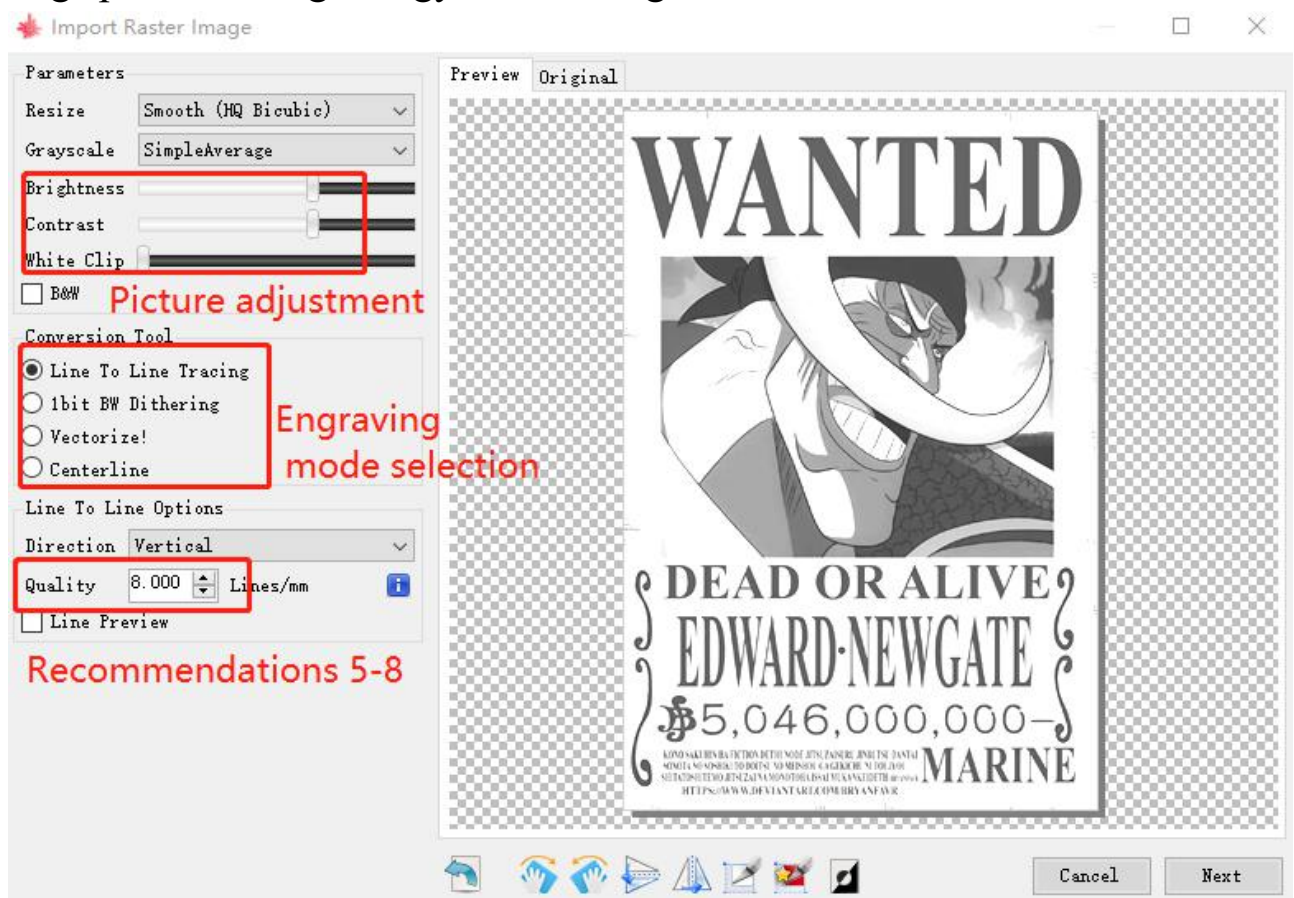 Import Raster Image
Parameters
Resize Smooth (HQ Bicubic)
Grayscale SimpleAverage
Brightness
Contrast
White Clip
B&W
Picture adjustment
Conversion Tool
Line To Line Tracing
1bit BW Dithering
Vectorize!
Centerline
Engraving
mode selection
Line To Line Options
Direction Vertical
Quality 8.000 Lines/mm
Line Preview
Recommendations 5-8
Preview Original
WANTED
DEAD OR ALIVE
EDWARD·NEWGATE
5,046,000,000-
MARINE
Cancel Next